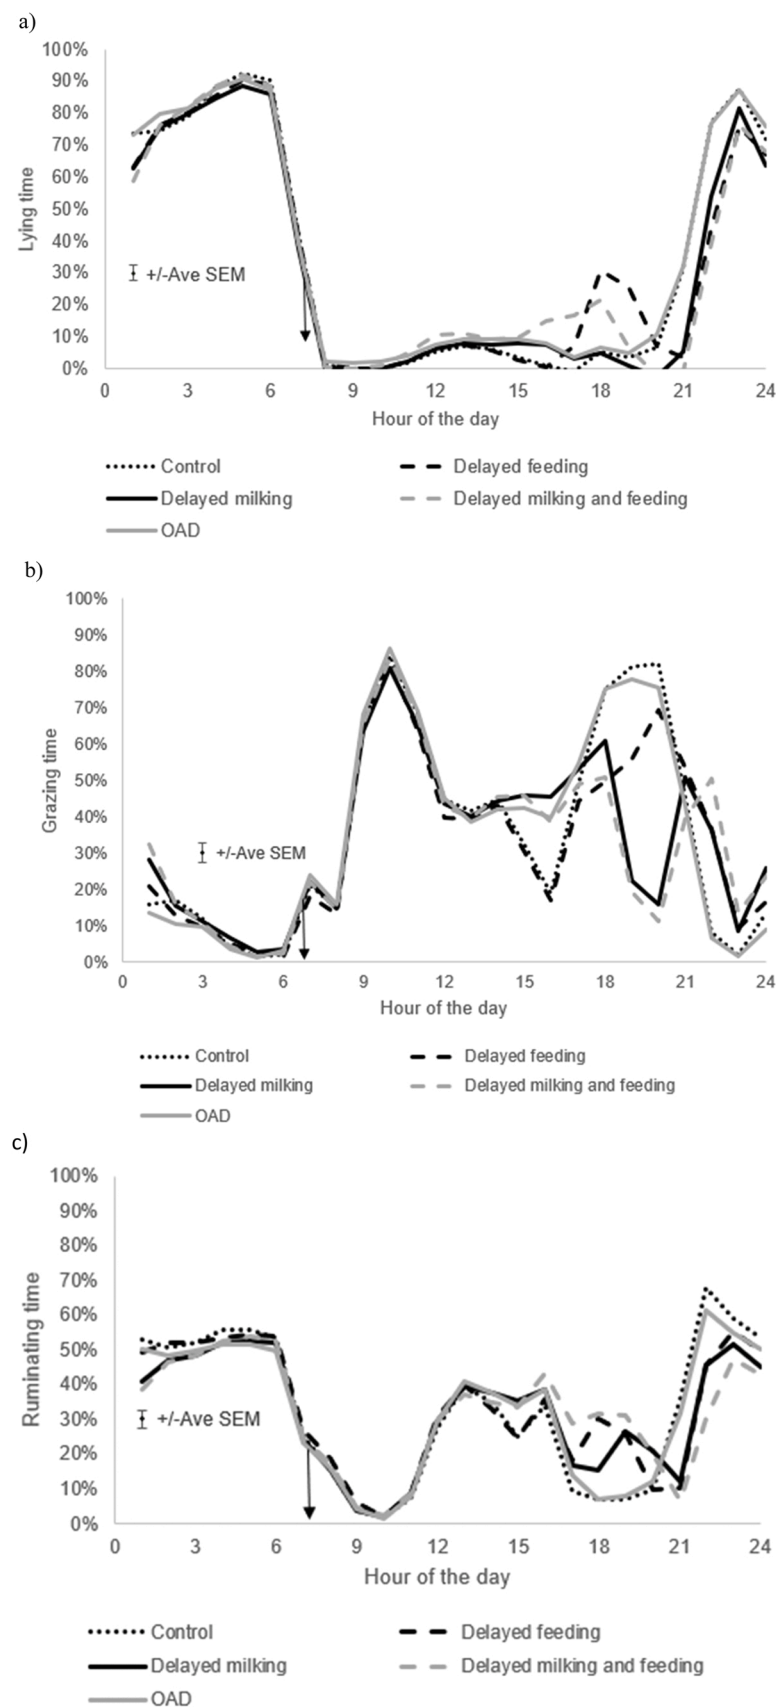 a)
100%
90%
80%
70%
60%
50%
40%
30%
20%
10%
0%
Lying time
+/-Ave SEM
0 3 6 9 12 15 18 21 24
Hour of the day
Control Delayed feeding
Delayed milking Delayed milking and feeding
OAD
b)
100%
90%
80%
70%
60%
50%
40%
30%
20%
10%
0%
Grazing time
+/-Ave SEM
0 3 6 9 12 15 18 21 24
Hour of the day
Control Delayed feeding
Delayed milking Delayed milking and feeding
OAD
c)
100%
90%
80%
70%
60%
50%
40%
30%
20%
10%
0%
Ruminating time
+/-Ave SEM
0 3 6 9 12 15 18 21 24
Hour of the day
Control Delayed feeding
Delayed milking Delayed milking and feeding
OAD